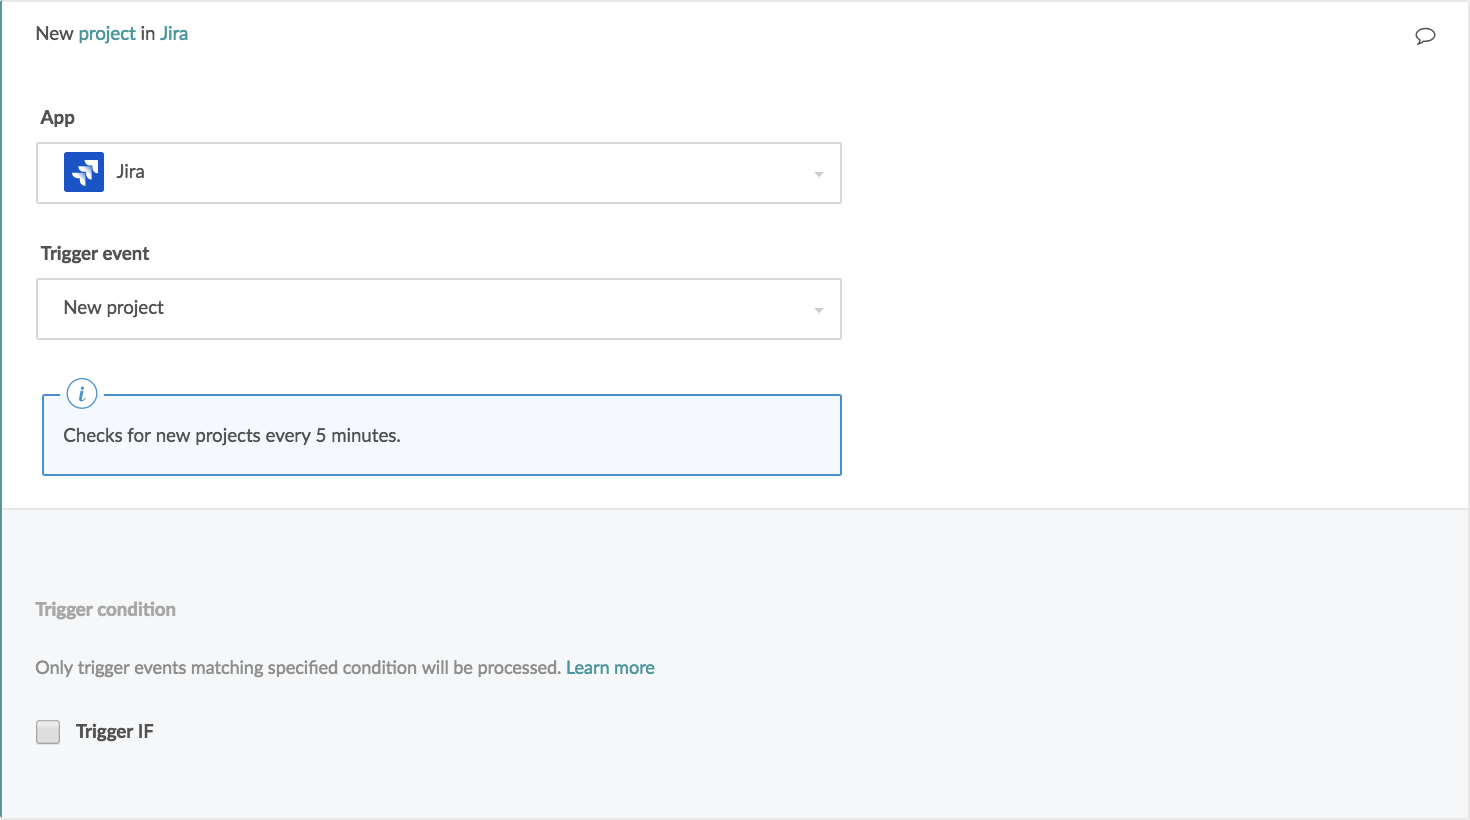 New project in Jira
App
Jira
Trigger event
New project
i
Checks for new projects every 5 minutes.
Trigger condition
Only trigger events matching specified condition will be processed. Learn more
Trigger IF